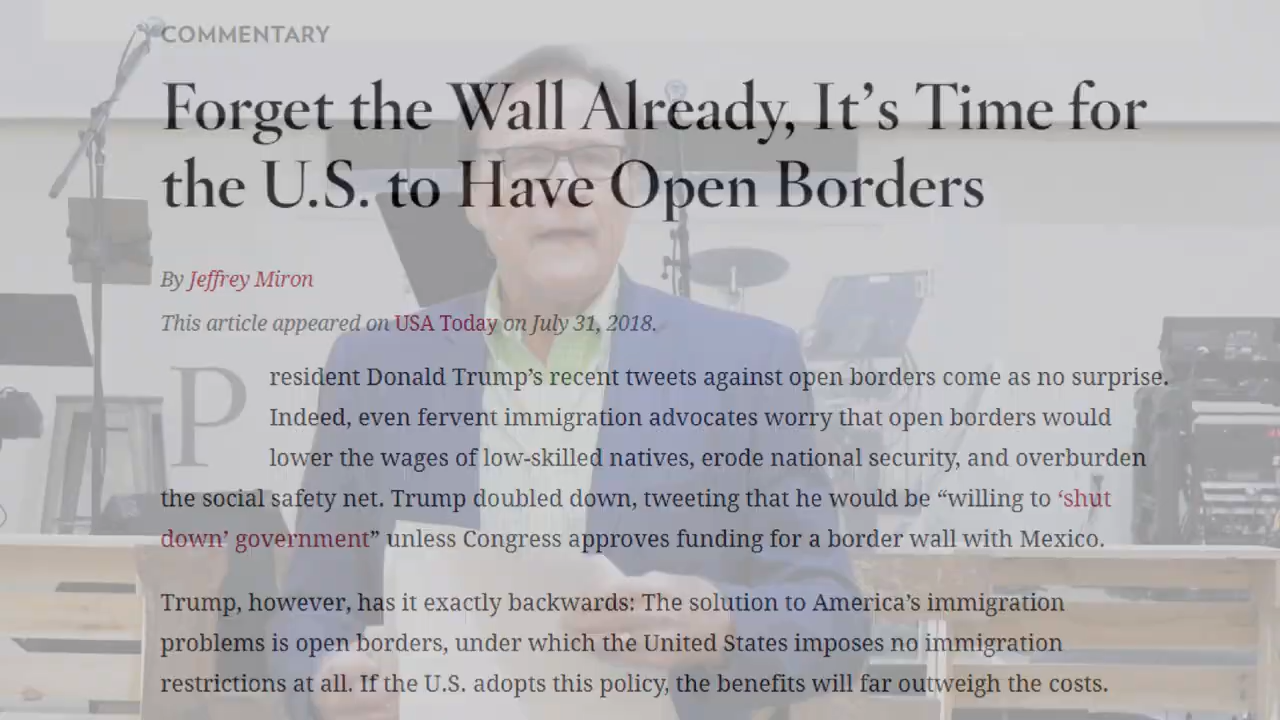 COMMENTARY
Forget the Wall Already, It’s Time for
the U.S. to Have Open Borders
By Jeffrey Miron
This article appeared on USA Today on July 31, 2018.
President Donald Trump’s recent tweets against open borders come as no surprise.
Indeed, even fervent immigration advocates worry that open borders would
lower the wages of low-skilled natives, erode national security, and overburden
the social safety net. Trump doubled down, tweeting that he would be “willing to ‘shut
down’ government” unless Congress approves funding for a border wall with Mexico.
Trump, however, has it exactly backwards: The solution to America’s immigration
problems is open borders, under which the United States imposes no immigration
restrictions at all. If the U.S. adopts this policy, the benefits will far outweigh the costs.